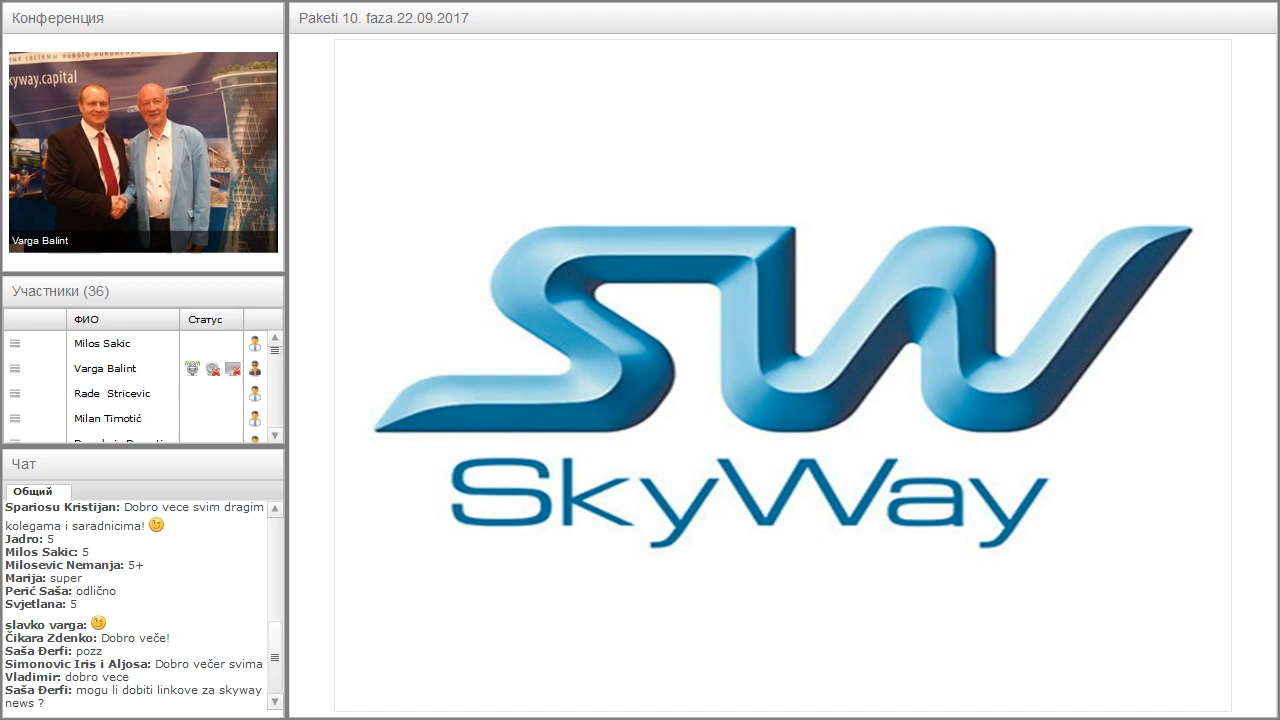 Конференция
kyway.capital
Varga Balint
Участники (36)
ФИО Статус
Milos Sakic
Varga Balint
Rade Stricevic
Milan Timotić
Чат
Общий
Spariosu Kristijan: Dobro vece svim dragim
kolegama i saradnicima!
Jadro: 5
Milos Sakic: 5
Milosevic Nemanja: 5+
Marija: super
Perić Saša: odlično
Svjetlana: 5
slavko varga:
Čikara Zdenko: Dobro veče!
Saša Đerfi: pozz
Simonovic Iris i Aljosa: Dobro večer svima
Vladimir: dobro vece
Saša Đerfi: mogu li dobiti linkove za skyway
news ?
Paketi 10. faza.22.09.2017
SW
SkyWay